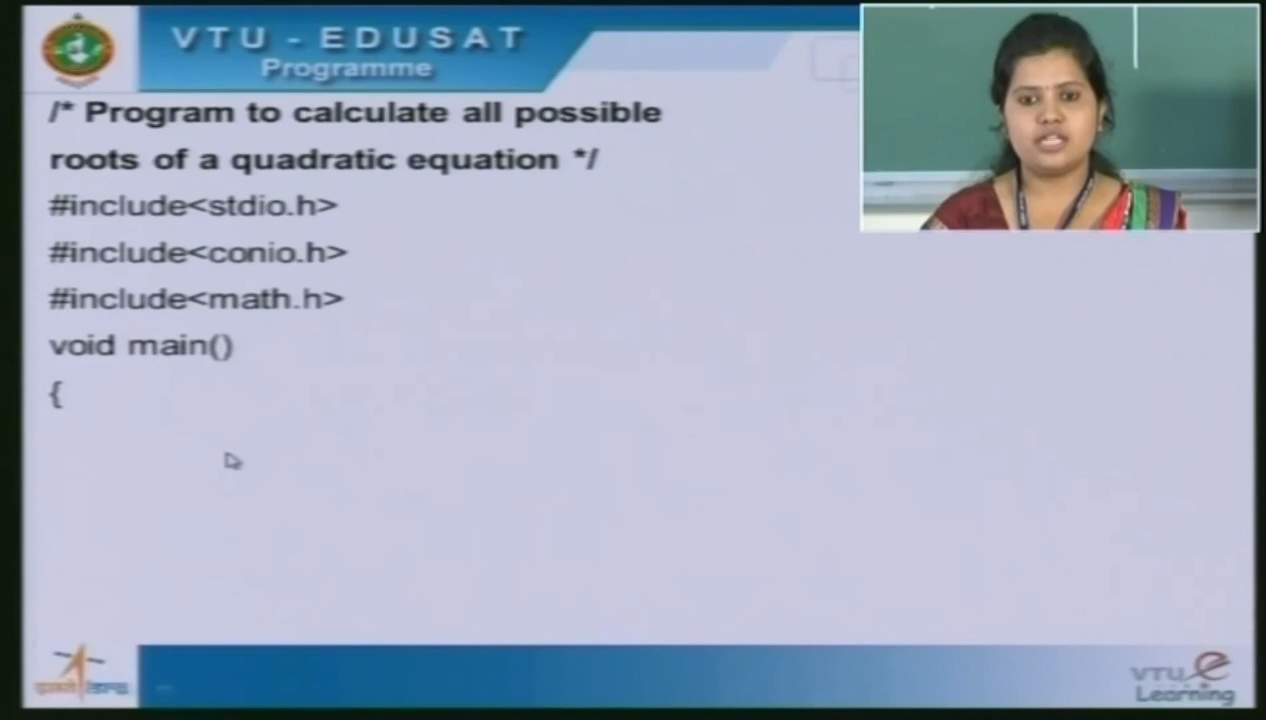 VTU - EDUSAT
Programme
/* Program to calculate all possible
roots of a quadratic equation */
#include<stdio.h>
#include<conio.h>
#include<math.h>
void main()
{
VTU e
Learning